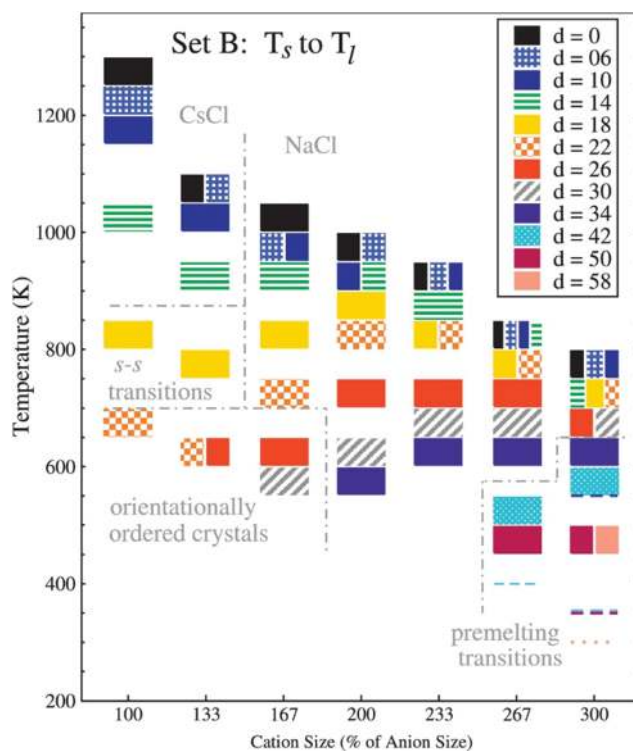 Set B: Ts to Tl
d = 0
d = 06
d = 10
d = 14
d = 18
d = 22
d = 26
d = 30
d = 34
d = 42
d = 50
d = 58
CsCl
NaCl
s-s
transitions
orientationally
ordered crystals
premelting
transitions
Temperature (K)
1200
1000
800
600
400
200
100
133
167
200
233
267
300
Cation Size (% of Anion Size)